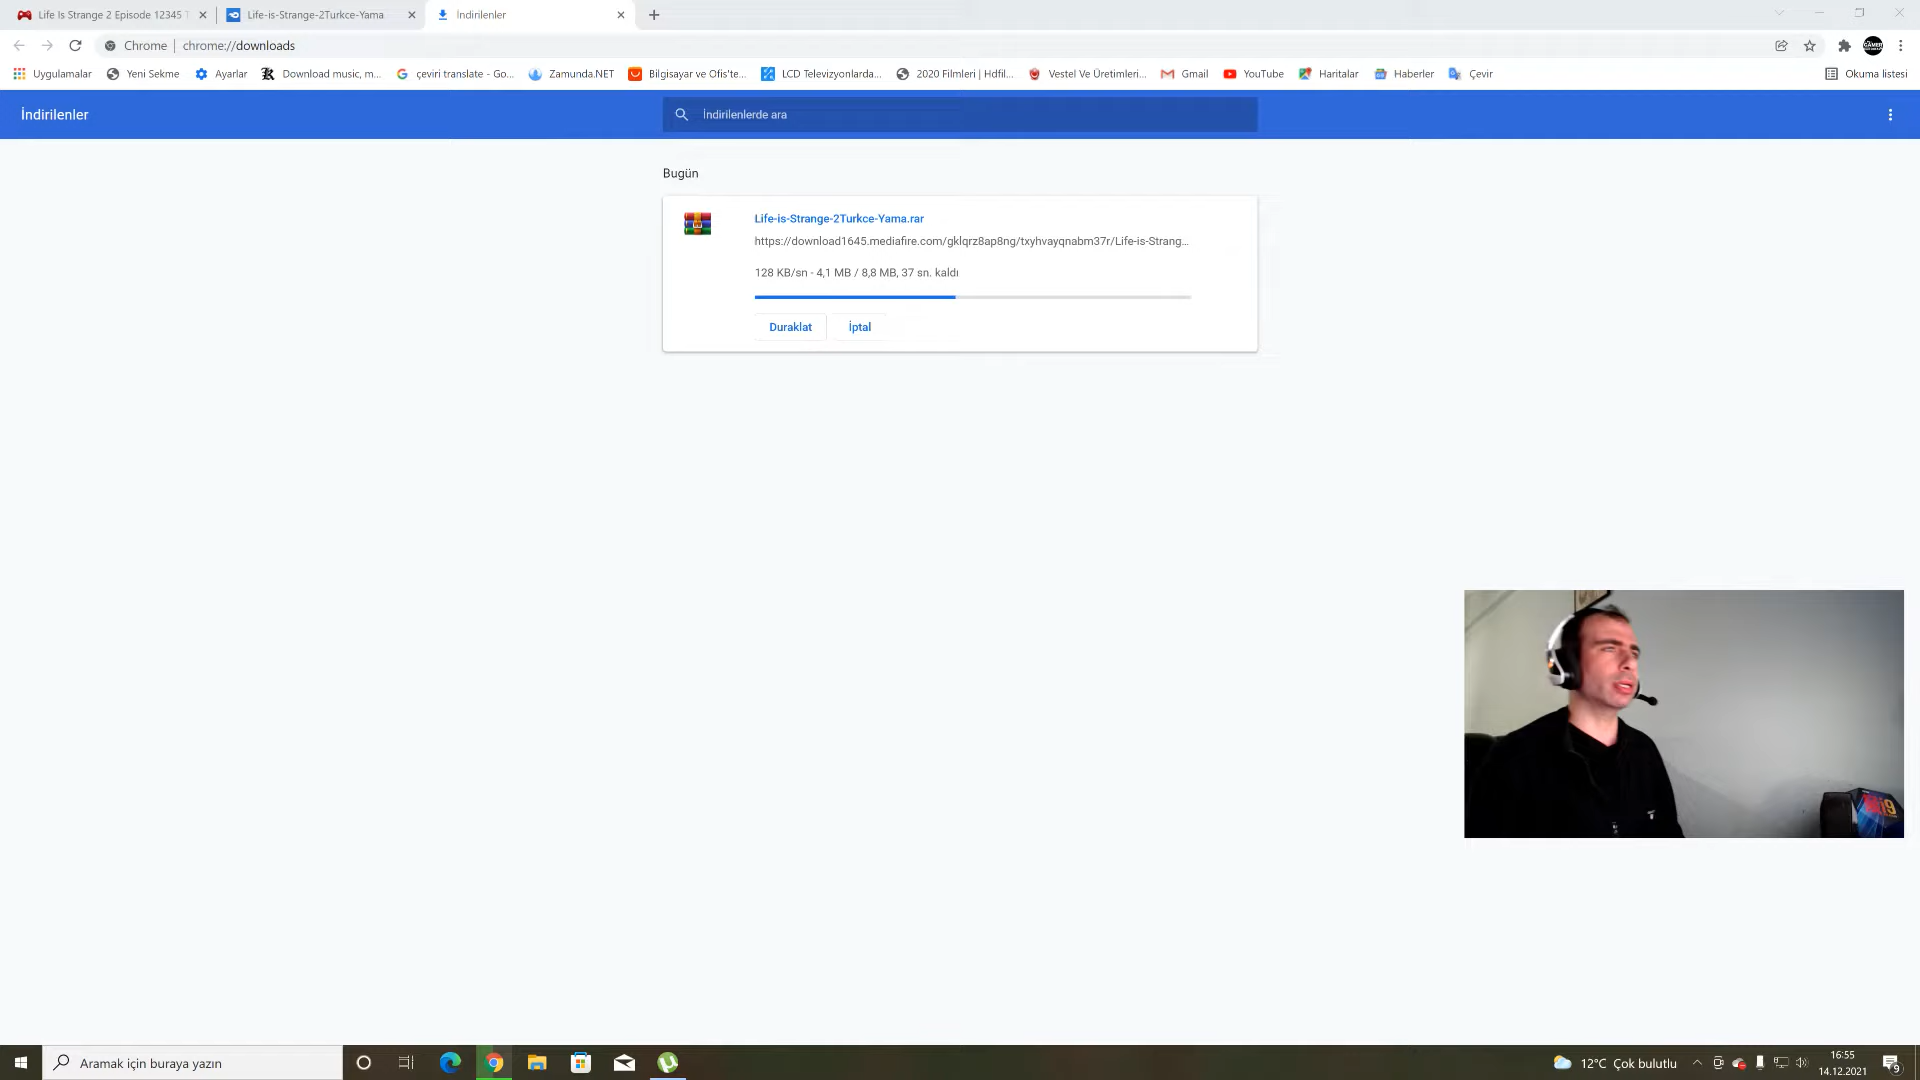 Life Is Strange 2 Episode 12345 T
Life-is-Strange-2Turkce-Yama
İndirilenler
Chrome
chrome://downloads
Uygulamalar
Yeni Sekme
Ayarlar
Download music, m...
çeviri translate - Go...
Zamunda.NET
Bilgisayar ve Ofis'te...
LCD Televizyonlarda...
2020 Filmleri | Hdfil...
Vestel Ve Üretimleri...
Gmail
YouTube
Haritalar
Haberler
Çevir
Okuma listesi
İndirilenler
İndirilenlerde ara
Bugün
Life-is-Strange-2Turkce-Yama.rar
https://download1645.mediafire.com/gklqrz8ap8ng/txyhvayqnabm37r/Life-is-Strang...
128 KB/sn - 4,1 MB / 8,8 MB, 37 sn. kaldı
Duraklat
İptal
i9
Aramak için buraya yazın
12°C Çok bulutlu
16:55
14.12.2021
9